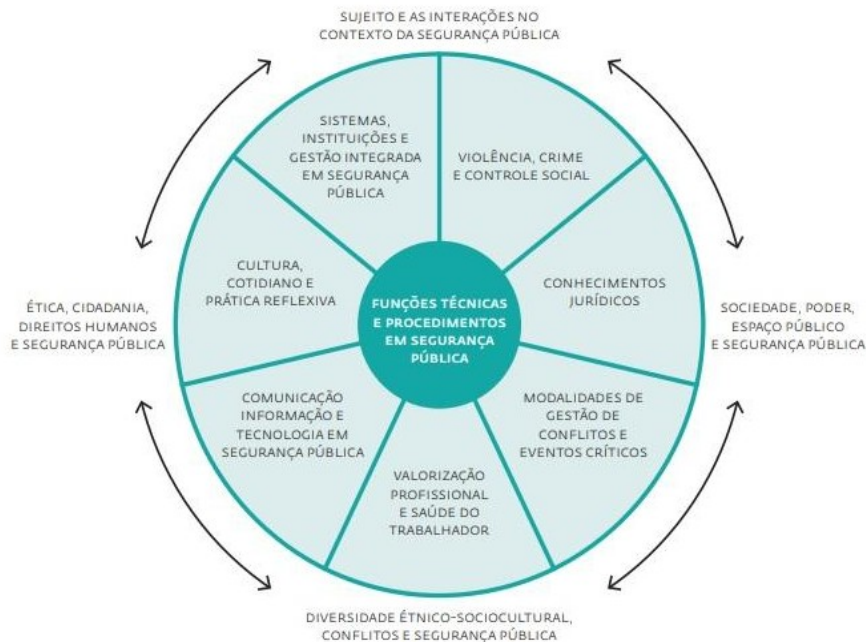 SUJEITO E AS INTERAÇÕES NO
CONTEXTO DA SEGURANÇA PÚBLICA
SISTEMAS,
INSTITUIÇÕES E
GESTÃO INTEGRADA
EM SEGURANÇA
PÚBLICA
VIOLÊNCIA, CRIME
E CONTROLE SOCIAL
CULTURA,
COTIDIANO E
PRÁTICA REFLEXIVA
CONHECIMENTOS
JURÍDICOS
ÉTICA, CIDADANIA,
DIREITOS HUMANOS
E SEGURANÇA PÚBLICA
FUNÇÕES TÉCNICAS
E PROCEDIMENTOS
EM SEGURANÇA
PÚBLICA
SOCIEDADE, PODER,
ESPAÇO PÚBLICO
E SEGURANÇA PÚBLICA
COMUNICAÇÃO
INFORMAÇÃO E
TECNOLOGIA EM
SEGURANÇA PÚBLICA
MODALIDADES DE
GESTÃO DE
CONFLITOS E
EVENTOS CRÍTICOS
VALORIZAÇÃO
PROFISSIONAL
E SAÚDE DO
TRABALHADOR
DIVERSIDADE ÉTNICO-SOCIOCULTURAL,
CONFLITOS E SEGURANÇA PÚBLICA